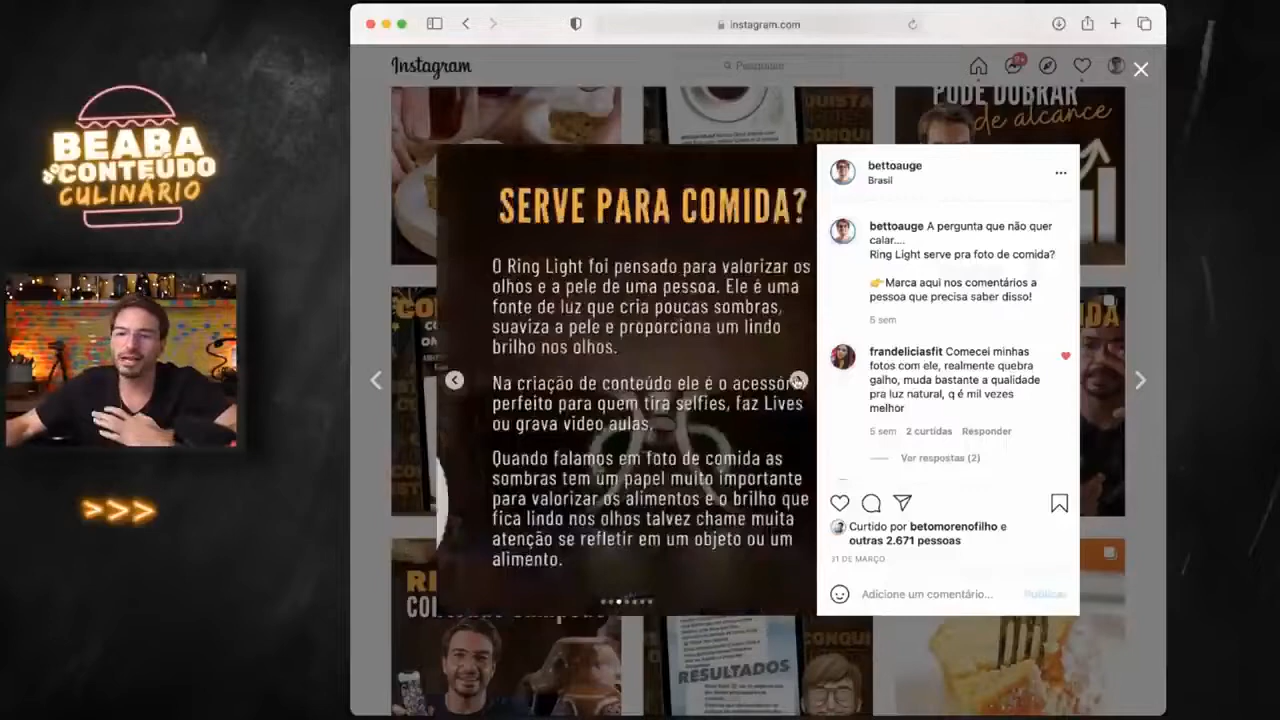 instagram.com
Instagram
Pesquisar
PODE DOBRAR
de alcance
BEABA
DO CONTEÚDO
CULINÁRIO
>>>
SERVE PARA COMIDA?
O Ring Light foi pensado para valorizar os
olhos e a pele de uma pessoa. Ele é uma
fonte de luz que cria poucas sombras,
suaviza a pele e proporciona um lindo
brilho nos olhos.
Na criação de conteúdo ele é o acessório
perfeito para quem tira selfies, faz Lives
ou grava video aulas.
Quando falamos em foto de comida as
sombras tem um papel muito importante
para valorizar os alimentos e o brilho que
fica lindo nos olhos talvez chame muita
atenção se refletir em um objeto ou um
alimento.
bettoauge
Brasil
bettoauge A pergunta que não quer
calar....
Ring Light serve pra foto de comida?
👉Marca aqui nos comentários a
pessoa que precisa saber disso!
5 sem
frandeliciasfit Comecei minhas
fotos com ele, realmente quebra
galho, muda bastante a qualidade
pra luz natural, q é mil vezes
melhor
5 sem 2 curtidas Responder
Ver respostas (2)
Curtido por betomorenofilho e
outras 2.671 pessoas
31 DE MARÇO
Adicione um comentário...
Publicar
RESULTADOS